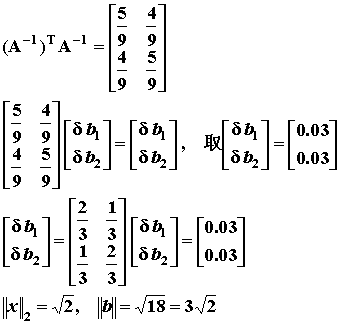 (A⁻¹)ᵀA⁻¹ = [5/9 4/9; 4/9 5/9]
[5/9 4/9; 4/9 5/9][δb₁; δb₂] = [δb₁; δb₂], 取[δb₁; δb₂] = [0.03; 0.03]
[δb₁; δb₂] = [2/3 1/3; 1/3 2/3][δb₁; δb₂] = [0.03; 0.03]
‖x‖₂ = √2, ‖b‖ = √18 = 3√2